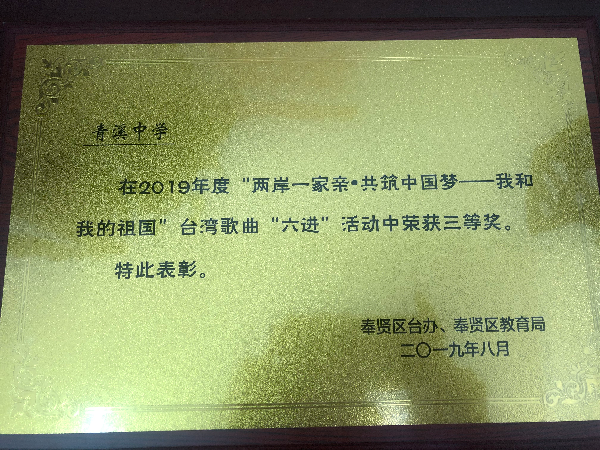 青溪中学
在2019年度“两岸一家亲•共筑中国梦——我和
我的祖国”台湾歌曲“六进”活动中荣获三等奖。
特此表彰。
奉贤区台办、奉贤区教育局
二〇一九年八月